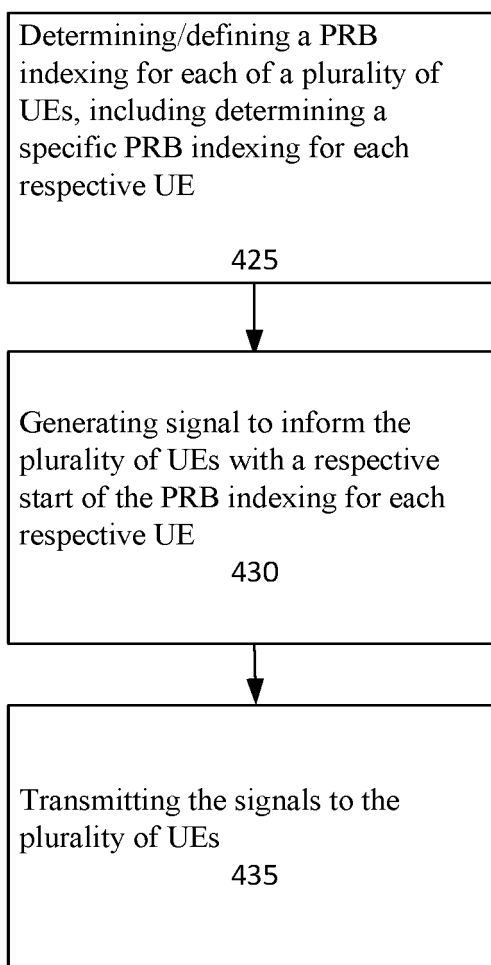 Determining/defining a PRB
indexing for each of a plurality of
UEs, including determining a
specific PRB indexing for each
respective UE
425
Generating signal to inform the
plurality of UEs with a respective
start of the PRB indexing for each
respective UE
430
Transmitting the signals to the
plurality of UEs
435